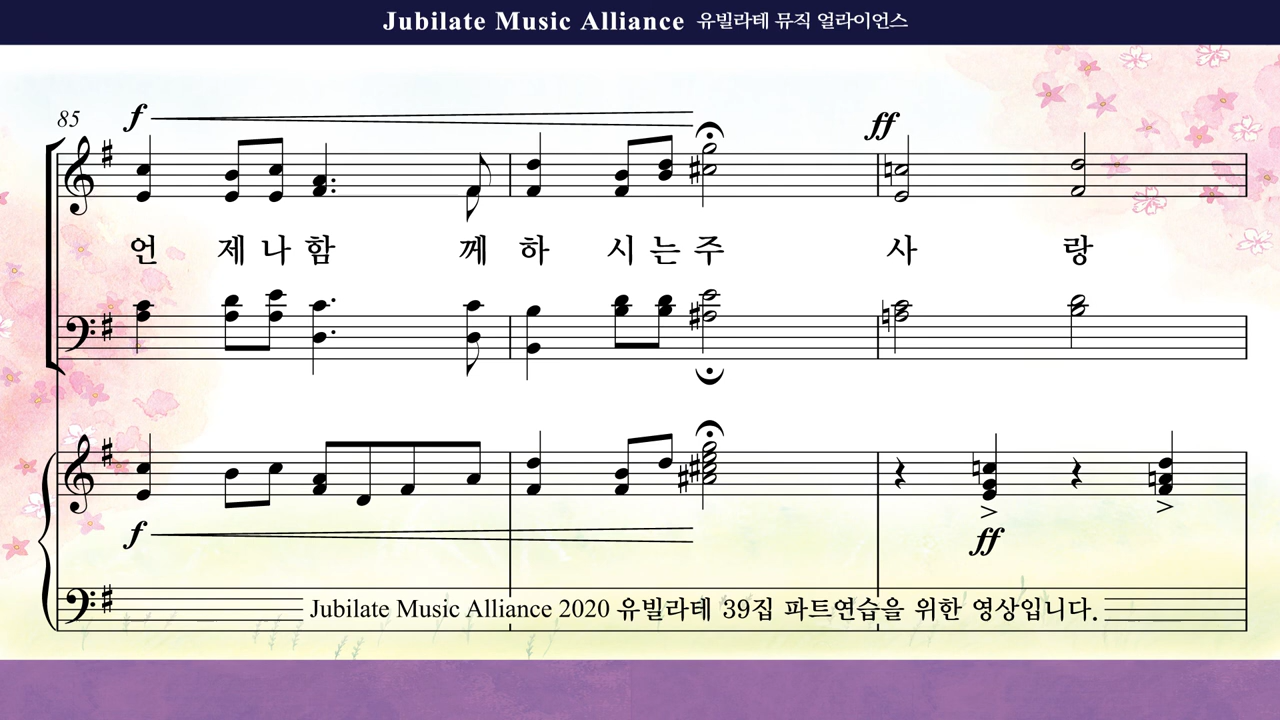 Jubilate Music Alliance 유빌라테 뮤직 얼라이언스
85
f
ff
언 제 나 함 께 하 시 는 주 사 랑
f
ff
Jubilate Music Alliance 2020 유빌라테 39집 파트연습을 위한 영상입니다.